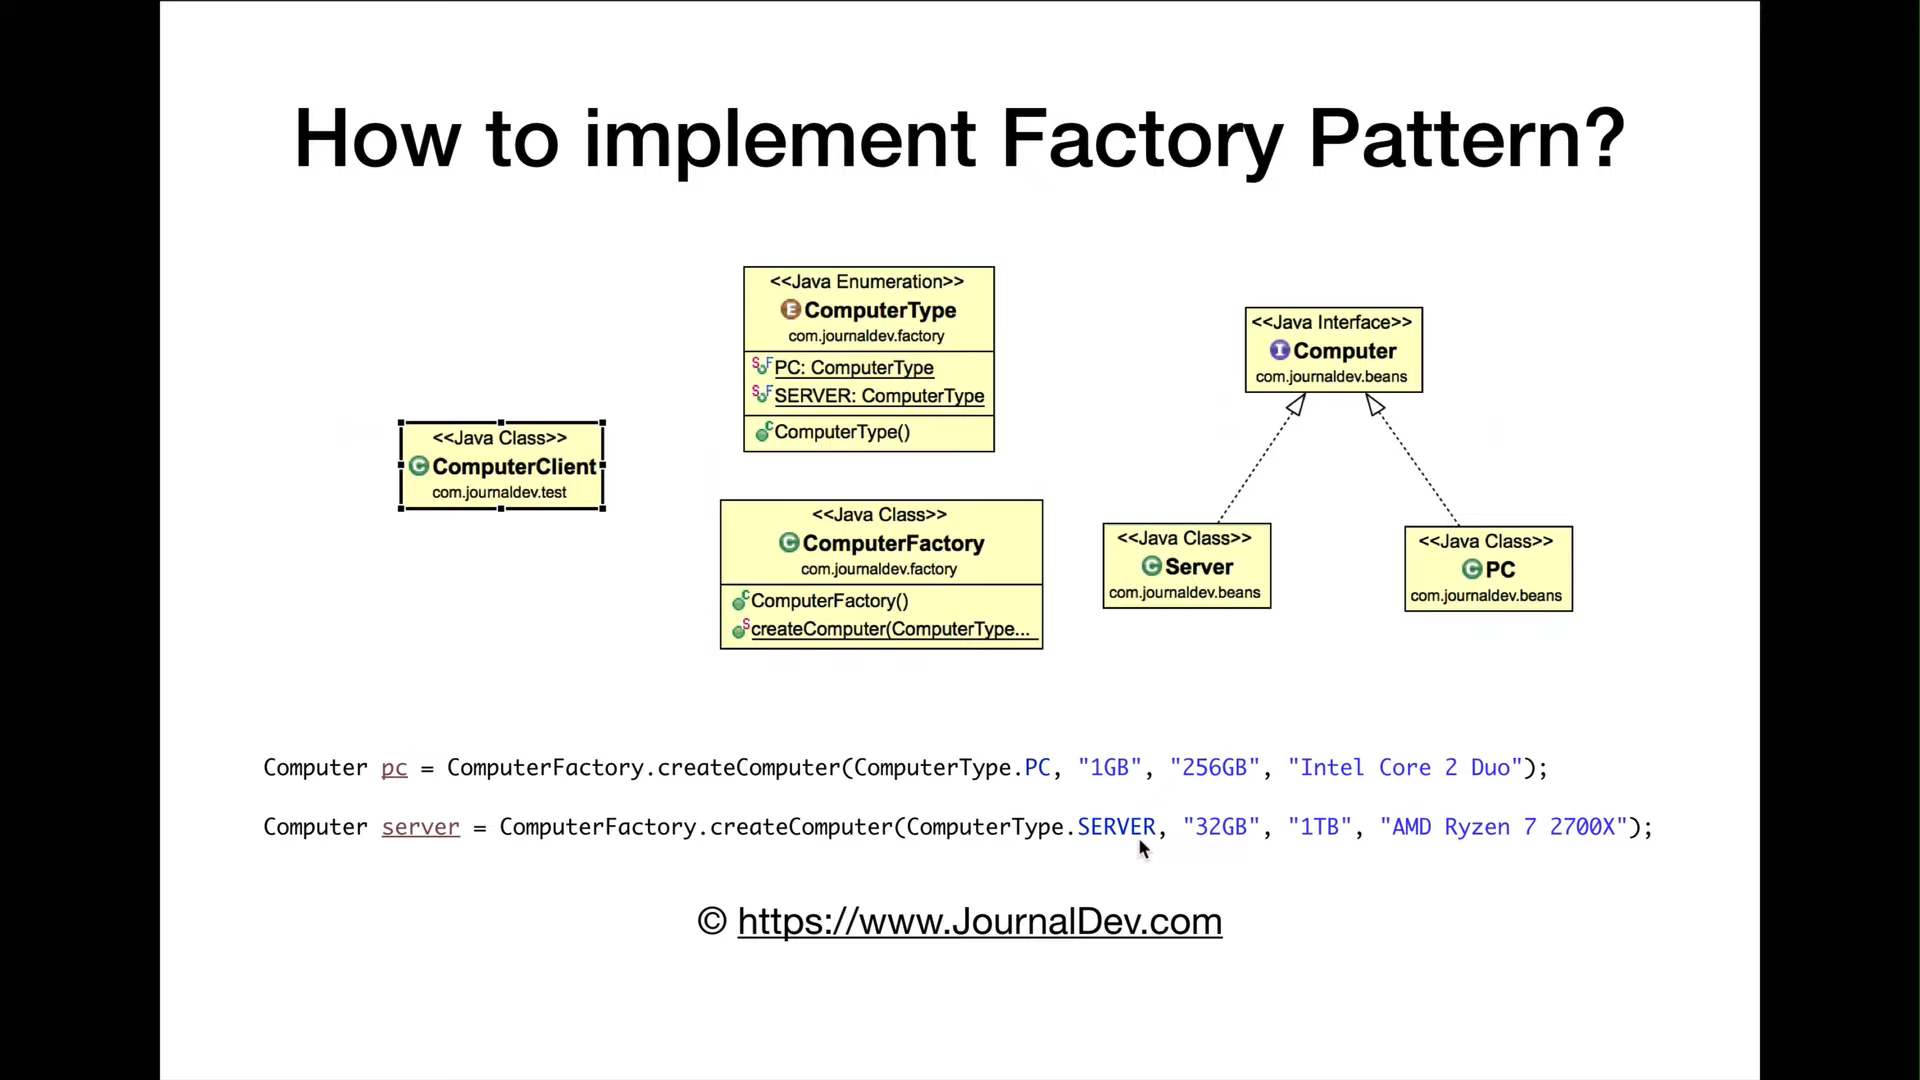 How to implement Factory Pattern?
<<Java Class>>
ComputerClient
com.journaldev.test
<<Java Enumeration>>
ComputerType
com.journaldev.factory
PC: ComputerType
SERVER: ComputerType
ComputerType()
<<Java Class>>
ComputerFactory
com.journaldev.factory
ComputerFactory()
createComputer(ComputerType...
<<Java Interface>>
Computer
com.journaldev.beans
<<Java Class>>
Server
com.journaldev.beans
<<Java Class>>
PC
com.journaldev.beans
Computer pc = ComputerFactory.createComputer(ComputerType.PC, "1GB", "256GB", "Intel Core 2 Duo");
Computer server = ComputerFactory.createComputer(ComputerType.SERVER, "32GB", "1TB", "AMD Ryzen 7 2700X");
© https://www.JournalDev.com